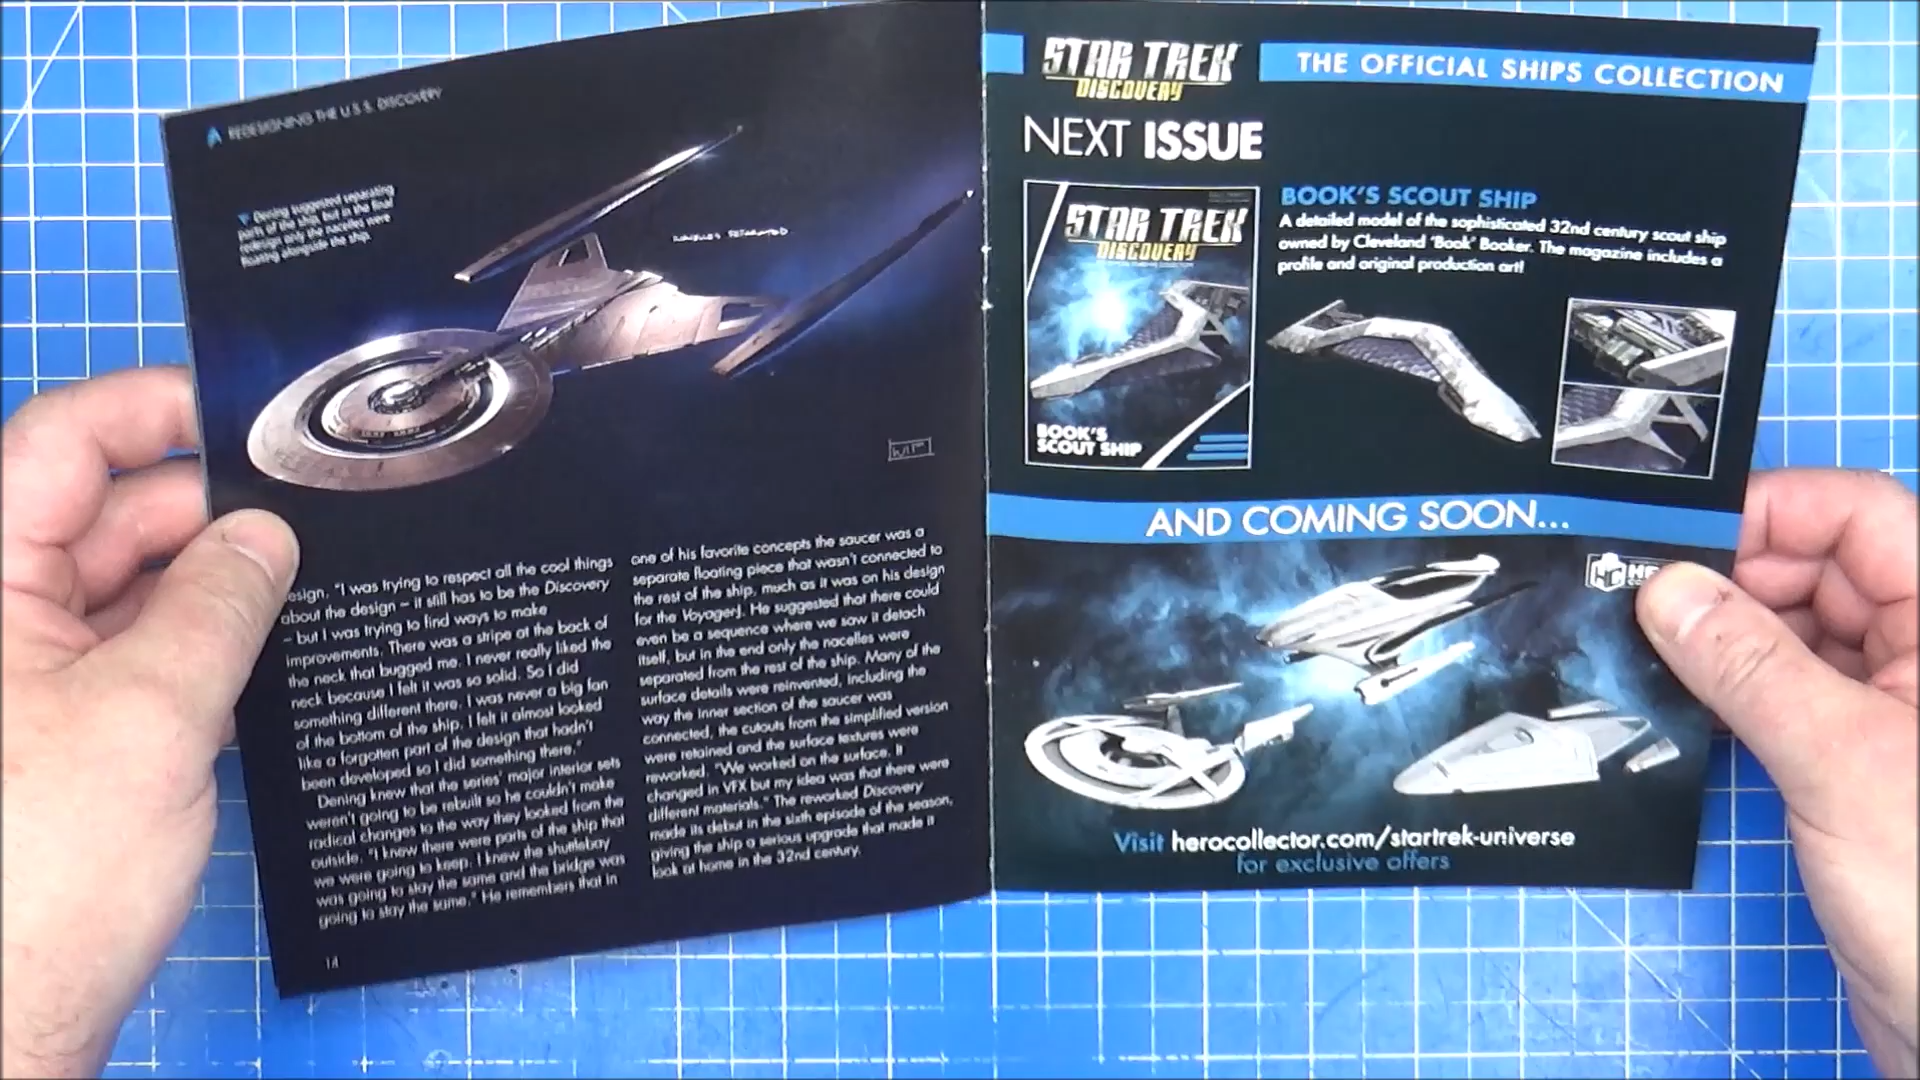 REDESIGNING THE U.S.S. DISCOVERY
Dening suggested separating
parts of the ship, but in the final
redesign only the nacelles were
floating alongside the ship.
NACELLES SEPARATED
WIP
esign. "I was trying to respect all the cool things
about the design – it still has to be the Discovery
– but I was trying to find ways to make
improvements. There was a stripe at the back of
the neck that bugged me. I never really liked the
neck because I felt it was so solid. So I did
something different there. I was never a big fan
of the bottom of the ship. I felt it almost looked
like a forgotten part of the design that hadn't
been developed so I did something there."
Dening knew that the series' major interior sets
weren't going to be rebuilt so he couldn't make
radical changes to the way they looked from the
outside. "I knew there were parts of the ship that
we were going to keep. I knew the shuttlebay
was going to stay the same and the bridge was
going to stay the same." He remembers that in
one of his favorite concepts the saucer was a
separate floating piece that wasn't connected to
the rest of the ship, much as it was on his design
for the Voyager-J. He suggested that there could
even be a sequence where we saw it detach
itself, but in the end only the nacelles were
separated from the rest of the ship. Many of the
surface details were reinvented, including the
way the inner section of the saucer was
connected, the cutouts from the simplified version
were retained and the surface textures were
reworked. "We worked on the surface. It
changed in VFX but my idea was that there were
different materials." The reworked Discovery
made its debut in the sixth episode of the season,
giving the ship a serious upgrade that made it
look at home in the 32nd century.
14
STAR TREK
DISCOVERY
THE OFFICIAL SHIPS COLLECTION
NEXT ISSUE
STAR TREK
DISCOVERY
BOOK'S
SCOUT SHIP
BOOK'S SCOUT SHIP
A detailed model of the sophisticated 32nd century scout ship
owned by Cleveland 'Book' Booker. The magazine includes a
profile and original production art!
AND COMING SOON...
HC
Visit herocollector.com/startrek-universe
for exclusive offers